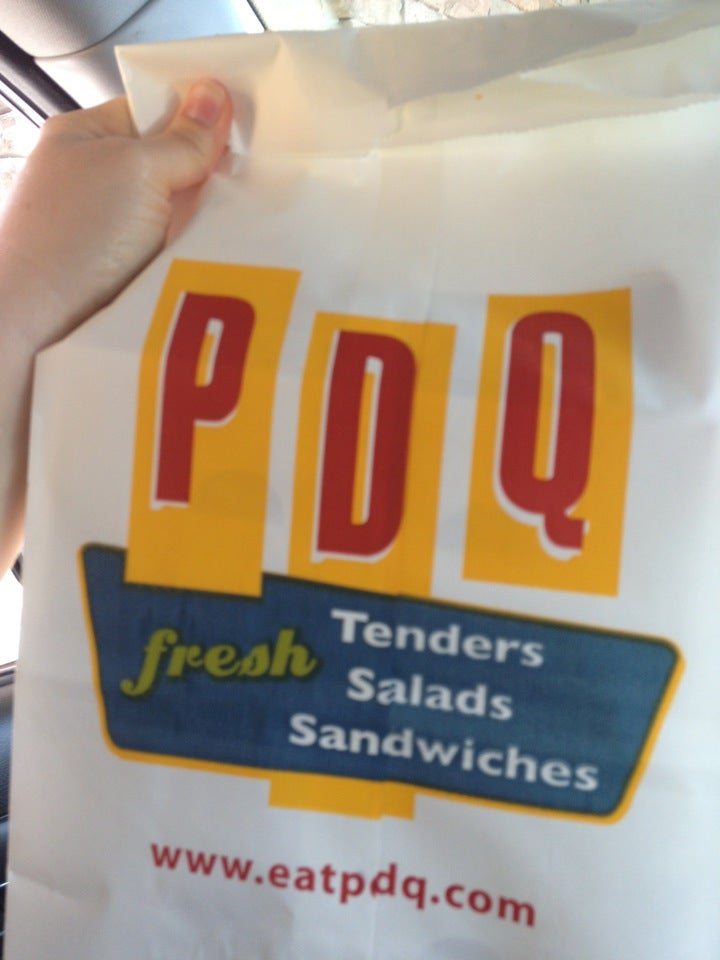 PDQ
fresh
Tenders
Salads
Sandwiches
www.eatpdq.com